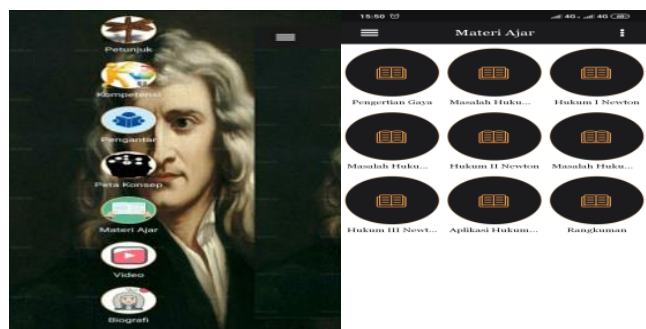 Petunjuk
Kompetensi
Pengantar
Peta Konsep
Materi Ajar
Video
Biografi
15:50
4G 4G
Materi Ajar
Pengertian Gaya
Masalah Huku...
Hukum I Newton
Masalah Huku...
Hukum II Newton
Masalah Huku...
Hukum III Newt...
Aplikasi Hukum...
Rangkuman